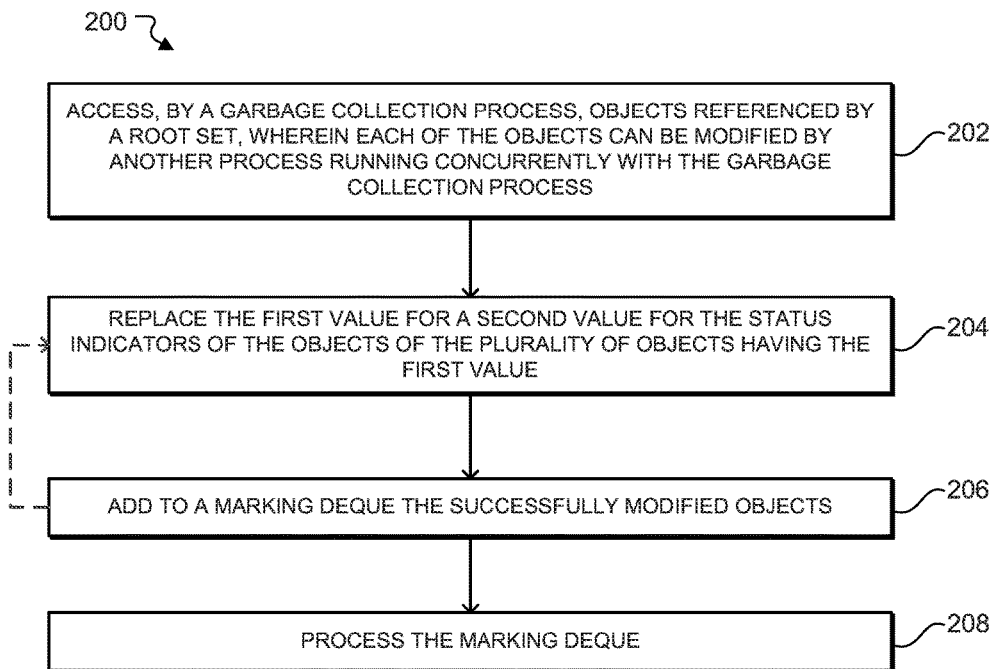 200
ACCESS, BY A GARBAGE COLLECTION PROCESS, OBJECTS REFERENCED BY
A ROOT SET, WHEREIN EACH OF THE OBJECTS CAN BE MODIFIED BY
ANOTHER PROCESS RUNNING CONCURRENTLY WITH THE GARBAGE
COLLECTION PROCESS
202
REPLACE THE FIRST VALUE FOR A SECOND VALUE FOR THE STATUS
INDICATORS OF THE OBJECTS OF THE PLURALITY OF OBJECTS HAVING THE
FIRST VALUE
204
ADD TO A MARKING DEQUE THE SUCCESSFULLY MODIFIED OBJECTS
206
PROCESS THE MARKING DEQUE
208